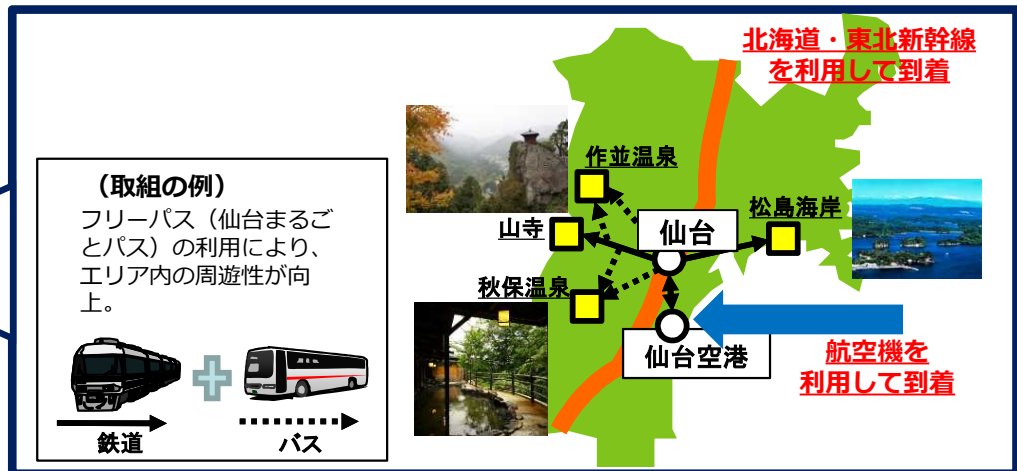 北海道・東北新幹線
を利用して到着
作並温泉
山寺
仙台
松島海岸
秋保温泉
仙台空港
航空機を
利用して到着
（取組の例）
フリーパス（仙台まるご
とパス）の利用により、
エリア内の周遊性が向
上。
鉄道
バス